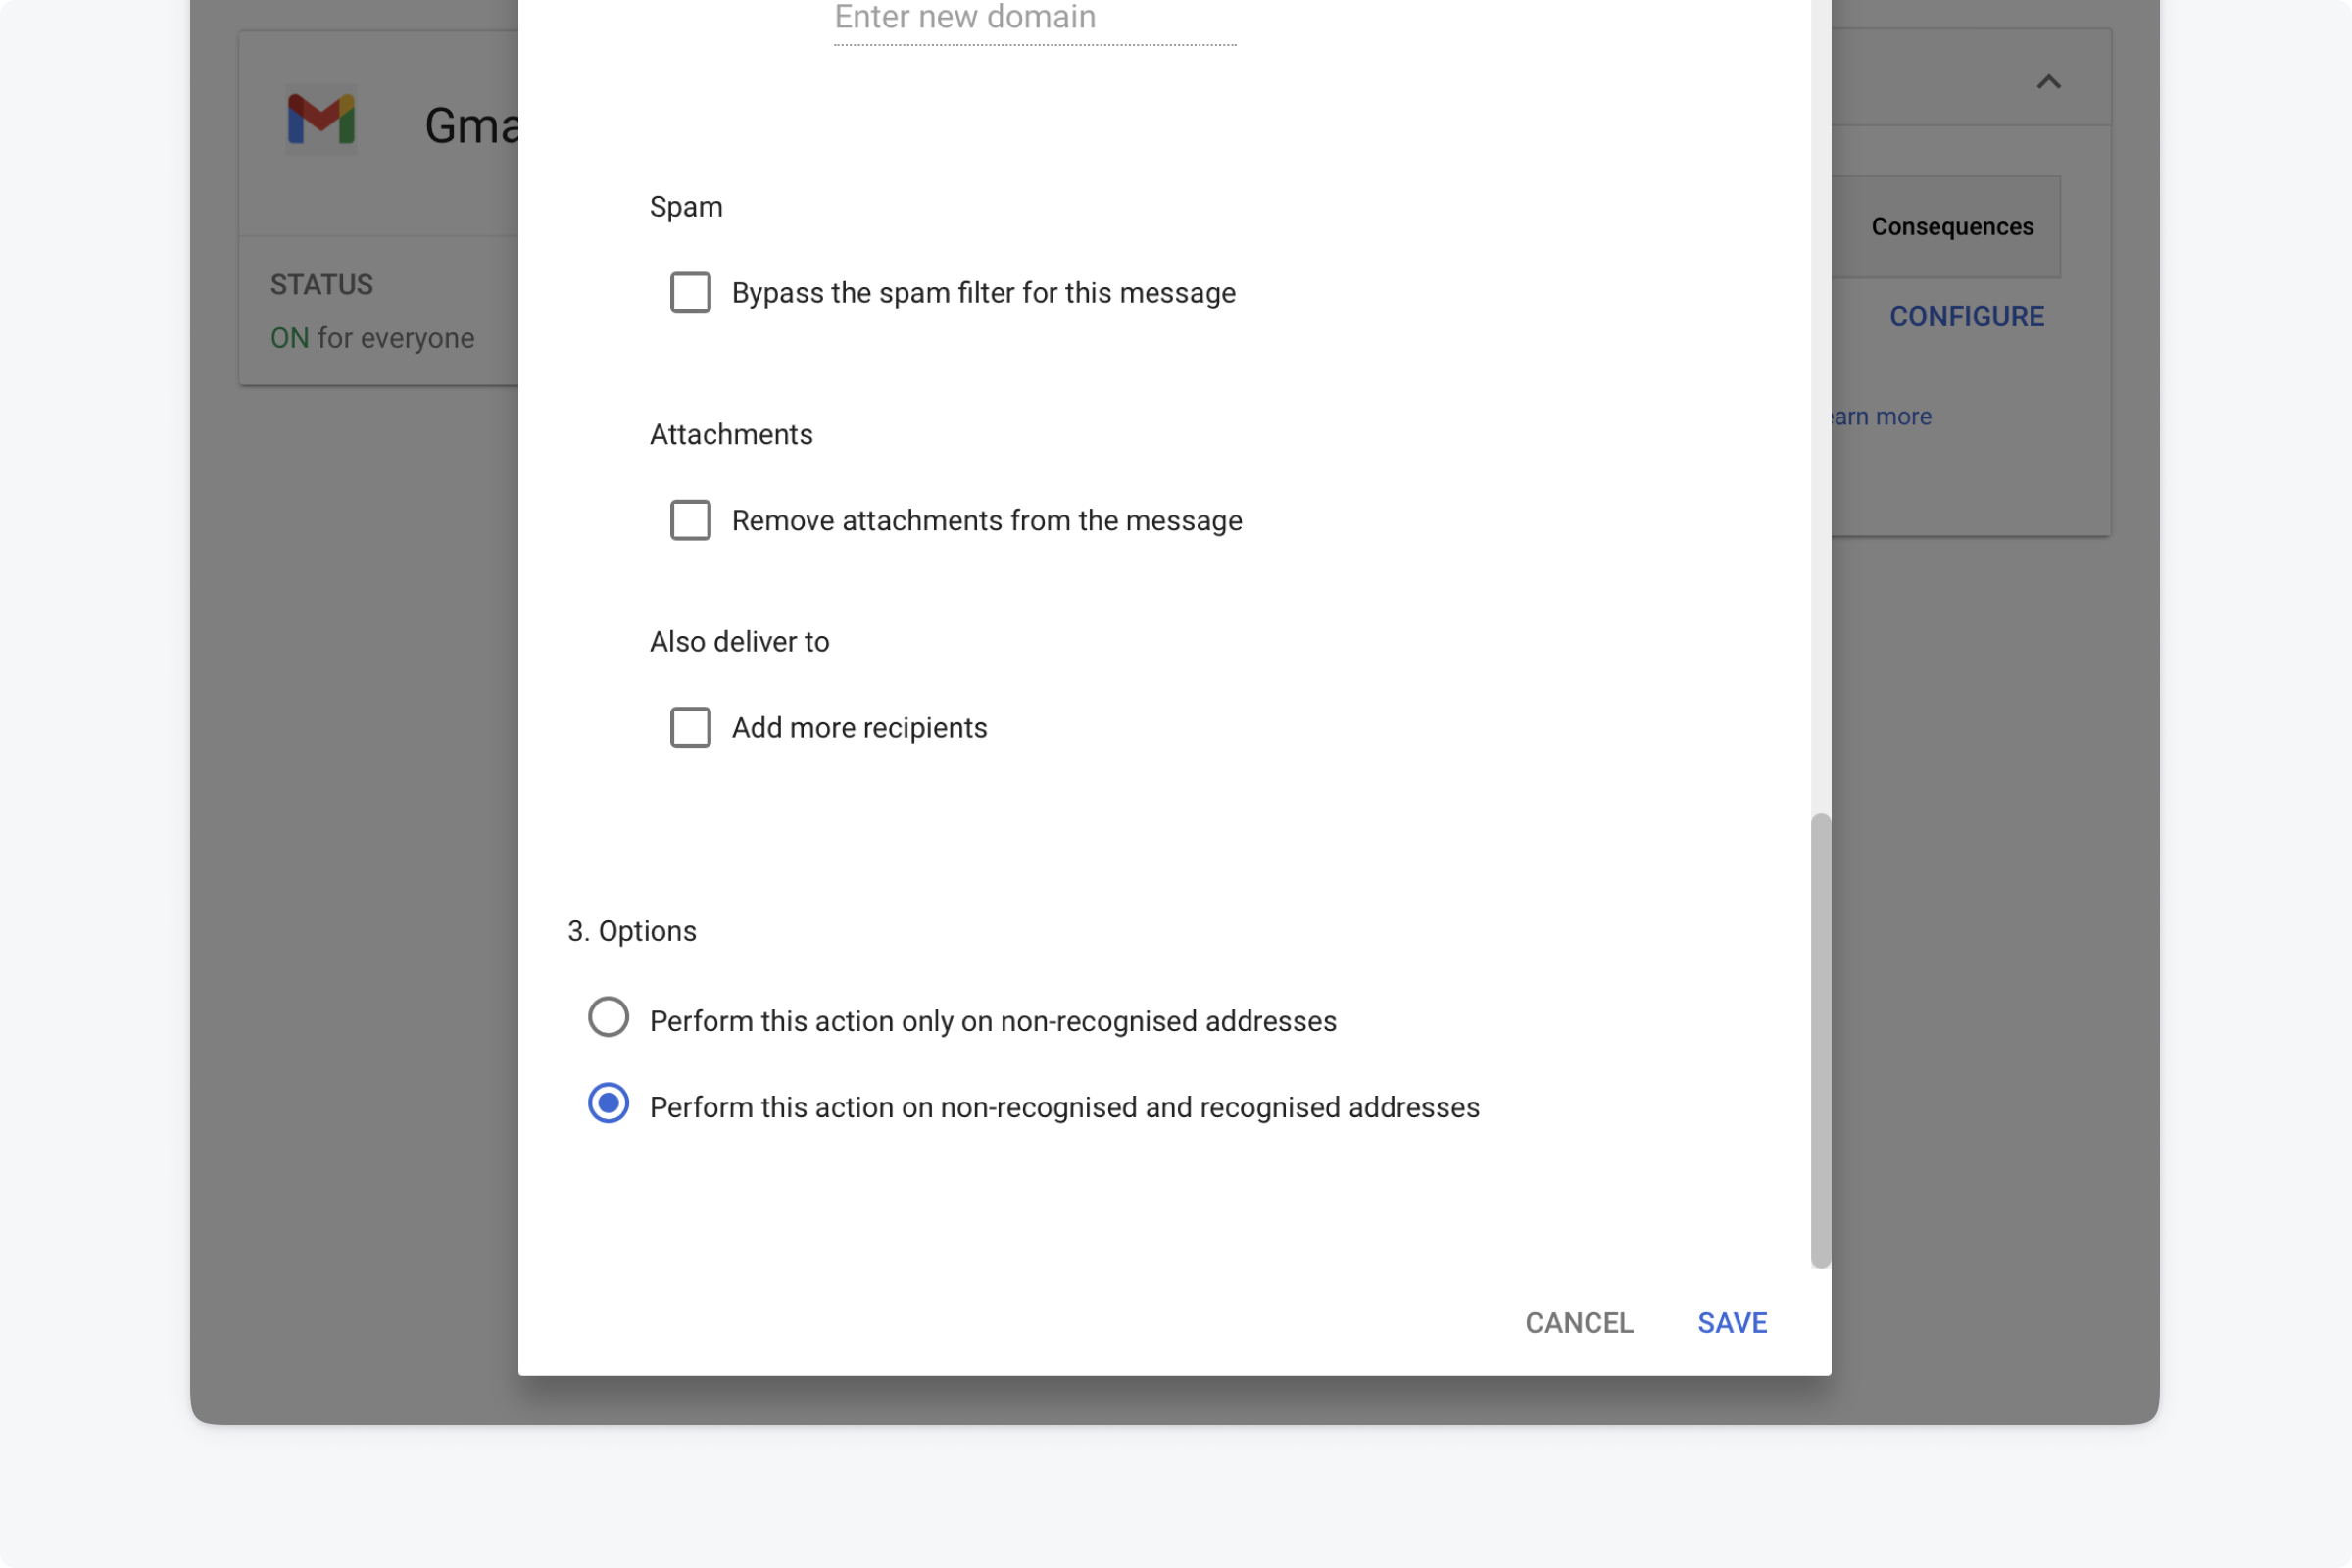 Enter new domain
Gma
STATUS
ON for everyone
Spam
Bypass the spam filter for this message
Attachments
Remove attachments from the message
Also deliver to
Add more recipients
3. Options
Perform this action only on non-recognised addresses
Perform this action on non-recognised and recognised addresses
CANCEL SAVE
Consequences
CONFIGURE
earn more